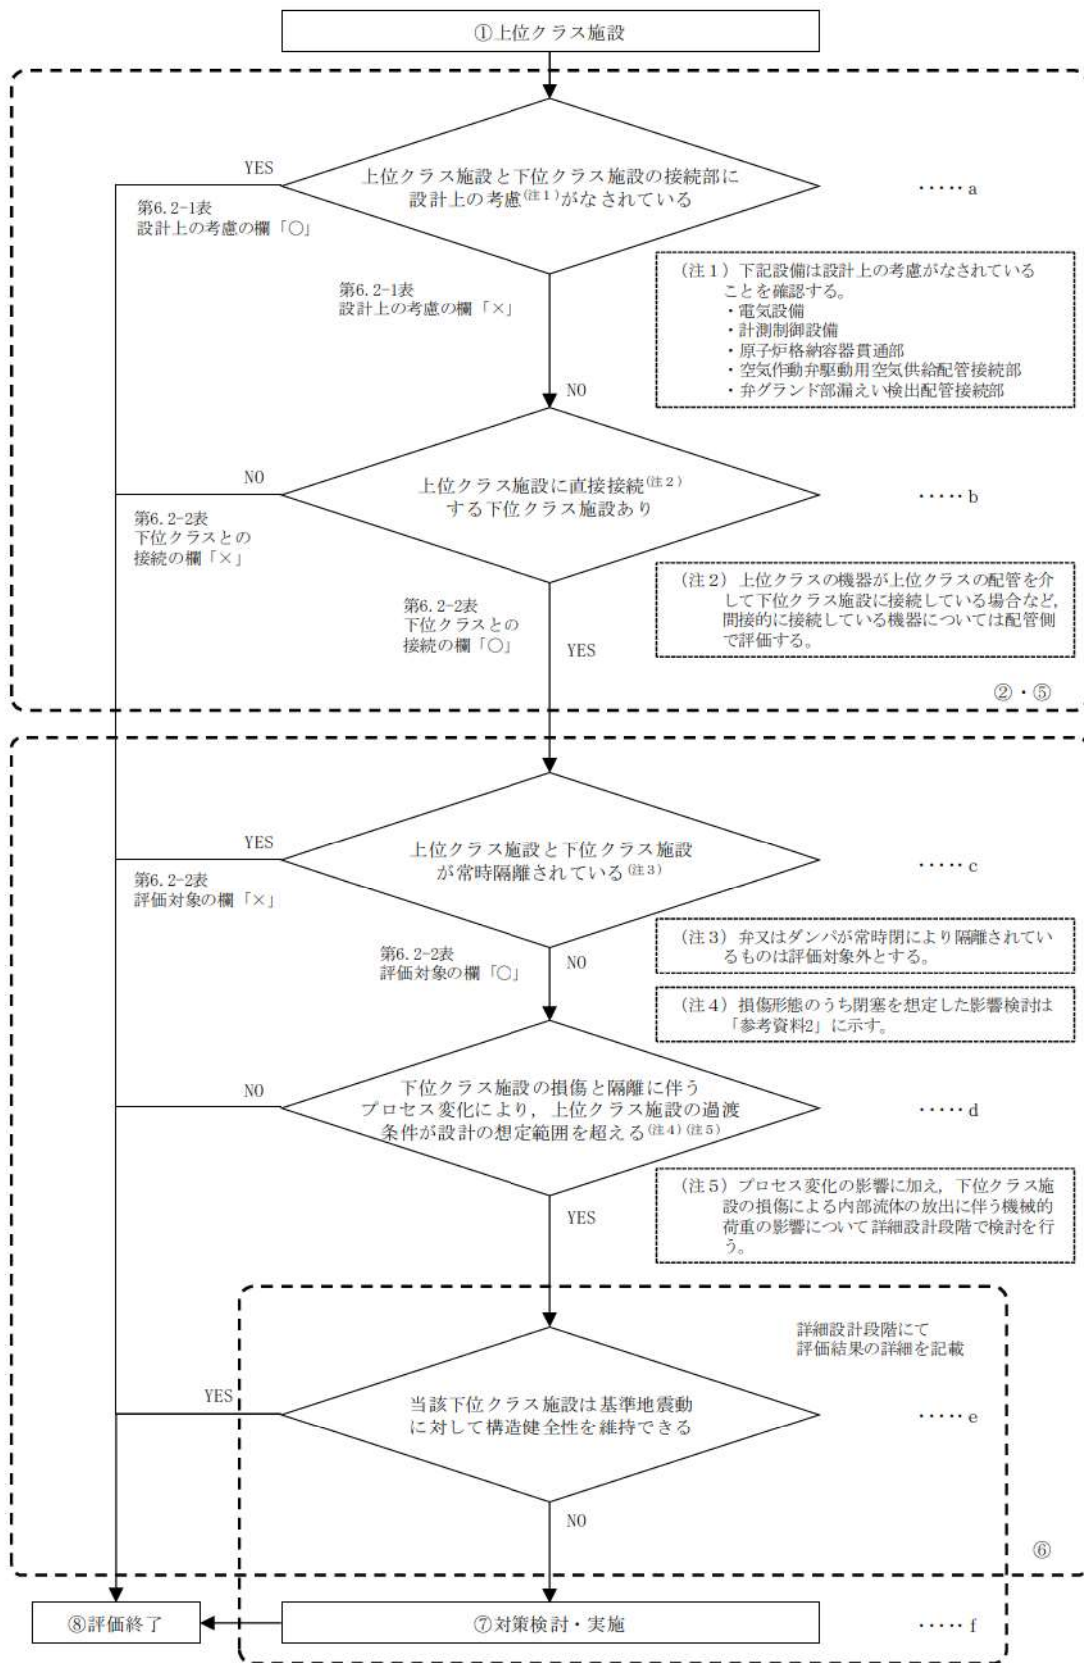 ①上位クラス施設
YES
上位クラス施設と下位クラス施設の接続部に
設計上の考慮(注1)がなされている
‥‥‥a
第6.2-1表
設計上の考慮の欄「○」
第6.2-1表
設計上の考慮の欄「×」
(注1)下記設備は設計上の考慮がなされている
ことを確認する。
・電気設備
・計測制御設備
・原子炉格納容器貫通部
・空気作動弁駆動用空気供給配管接続部
・弁グランド部漏えい検出配管接続部
NO
NO
上位クラス施設に直接接続(注2)
する下位クラス施設あり
‥‥‥b
第6.2-2表
下位クラスとの
接続の欄「×」
第6.2-2表
下位クラスとの
接続の欄「○」
YES
(注2)上位クラスの機器が上位クラスの配管を介
して下位クラス施設に接続している場合など,
間接的に接続している機器については配管側
で評価する。
②・⑤
YES
上位クラス施設と下位クラス施設
が常時隔離されている(注3)
‥‥‥c
第6.2-2表
評価対象の欄「×」
第6.2-2表
評価対象の欄「○」
NO
(注3)弁又はダンパが常時閉により隔離されてい
るものは評価対象外とする。
(注4)損傷形態のうち閉塞を想定した影響検討は
「参考資料2」に示す。
NO
下位クラス施設の損傷と隔離に伴う
プロセス変化により,上位クラス施設の過渡
条件が設計の想定範囲を超える(注4)(注5)
‥‥‥d
YES
(注5)プロセス変化の影響に加え,下位クラス施
設の損傷による内部流体の放出に伴う機械的
荷重の影響について詳細設計段階で検討を行
う。
詳細設計段階にて
評価結果の詳細を記載
YES
当該下位クラス施設は基準地震動
に対して構造健全性を維持できる
‥‥‥e
NO
⑥
⑧評価終了
⑦対策検討・実施
‥‥‥f